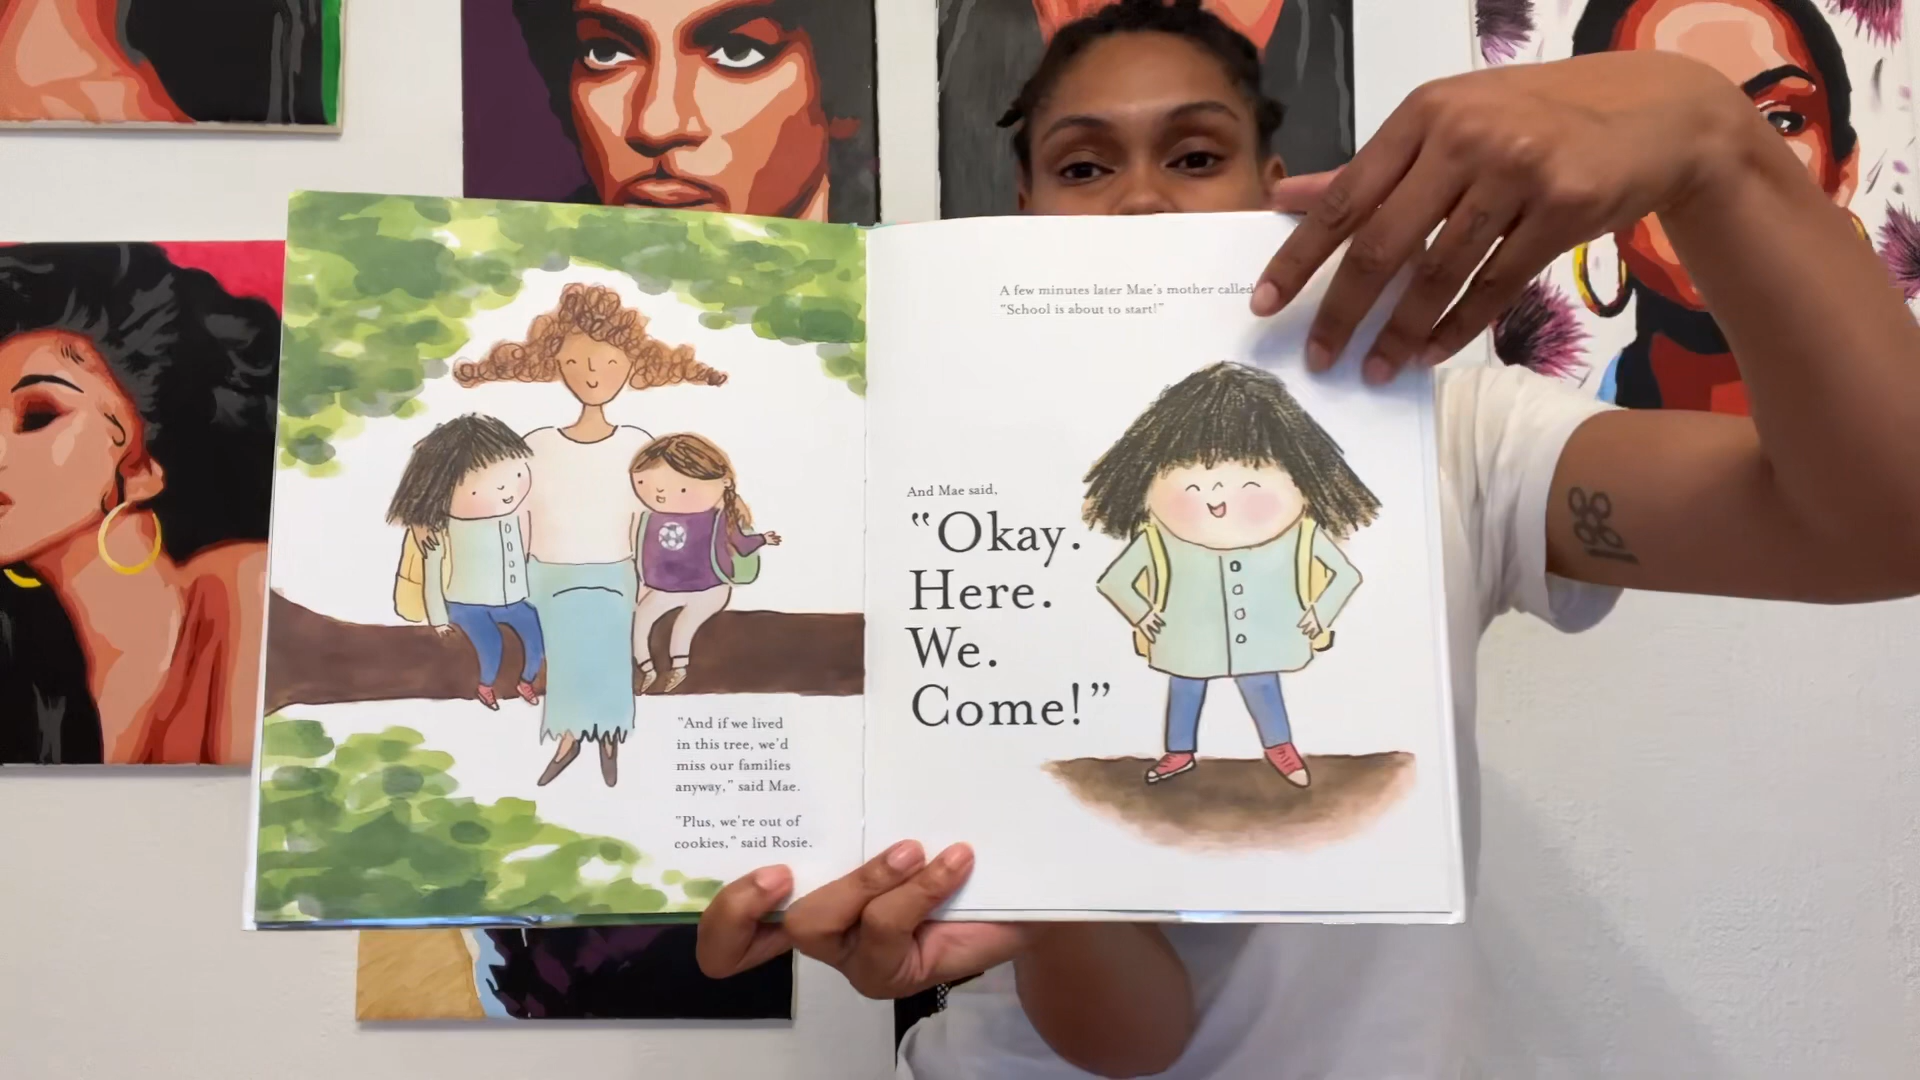 "And if we lived
in this tree, we'd
miss our families
anyway," said Mae.
"Plus, we're out of
cookies," said Rosie.
A few minutes later Mae's mother called
"School is about to start!"
And Mae said,
"Okay.
Here.
We.
Come!"